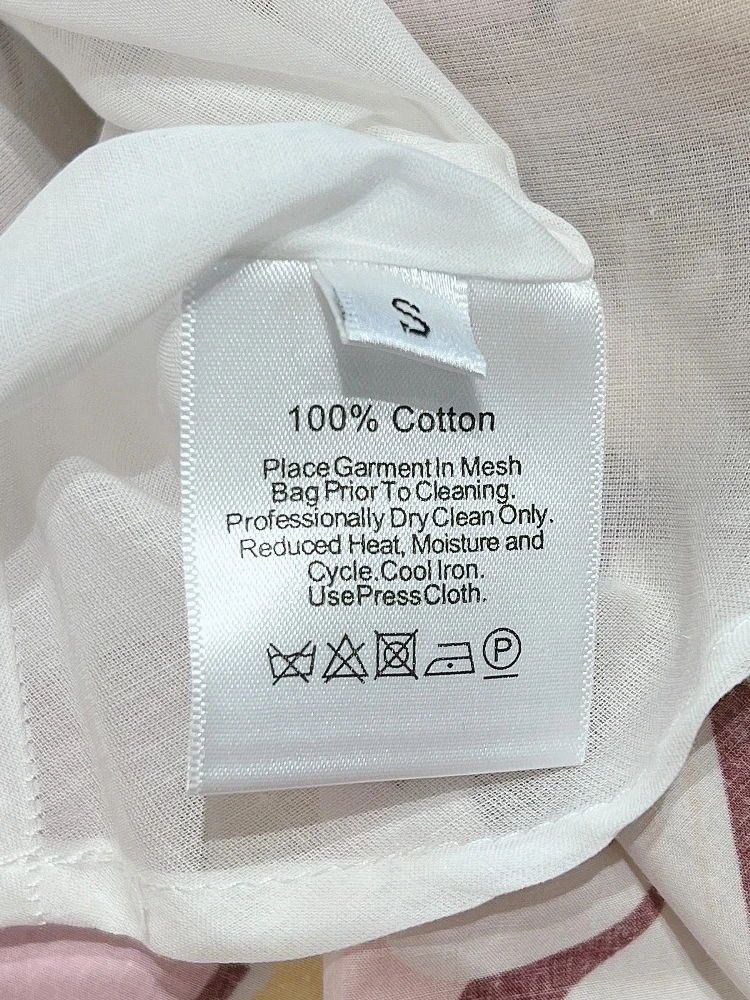 S
100% Cotton
Place Garment In Mesh
Bag Prior To Cleaning.
Professionally Dry Clean Only.
Reduced Heat, Moisture and
Cycle.Cool Iron.
Use Press Cloth.
P